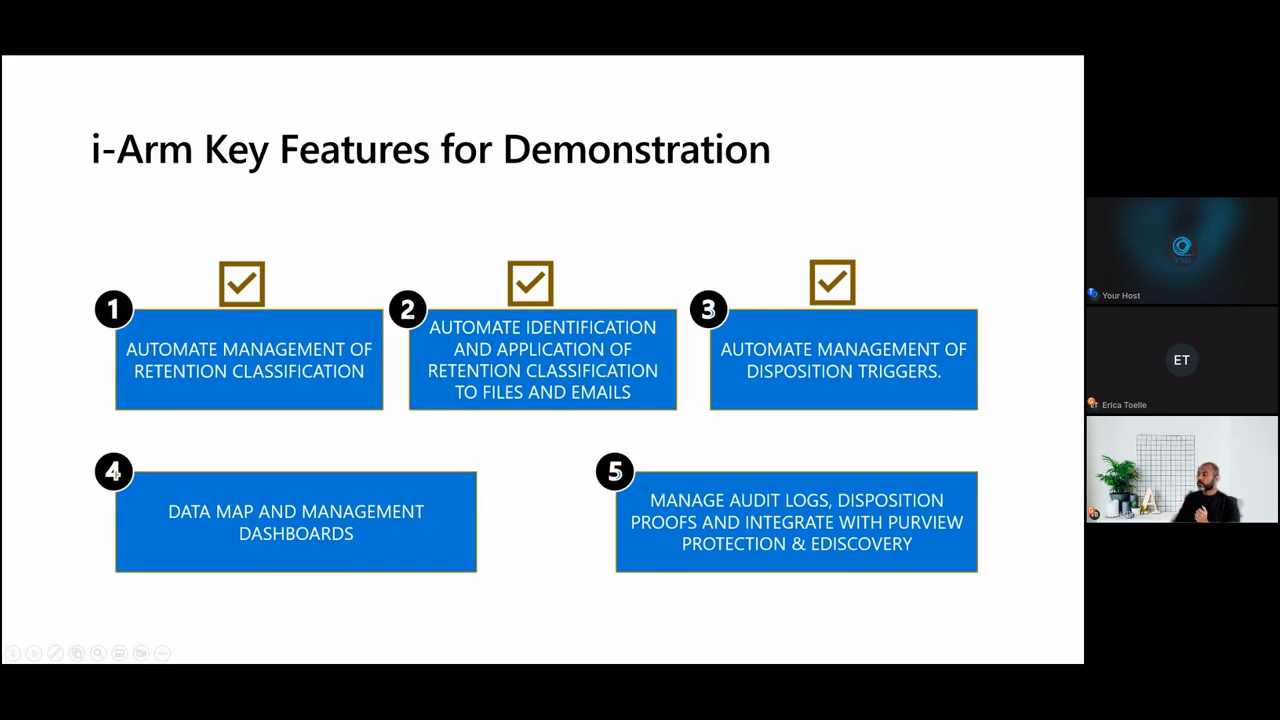 i-Arm Key Features for Demonstration
1
AUTOMATE MANAGEMENT OF
RETENTION CLASSIFICATION
2
AUTOMATE IDENTIFICATION
AND APPLICATION OF
RETENTION CLASSIFICATION
TO FILES AND EMAILS
3
AUTOMATE MANAGEMENT OF
DISPOSITION TRIGGERS.
4
DATA MAP AND MANAGEMENT
DASHBOARDS
5
MANAGE AUDIT LOGS, DISPOSITION
PROOFS AND INTEGRATE WITH PURVIEW
PROTECTION & EDISCOVERY
Your Host
ET
Erica Toelle